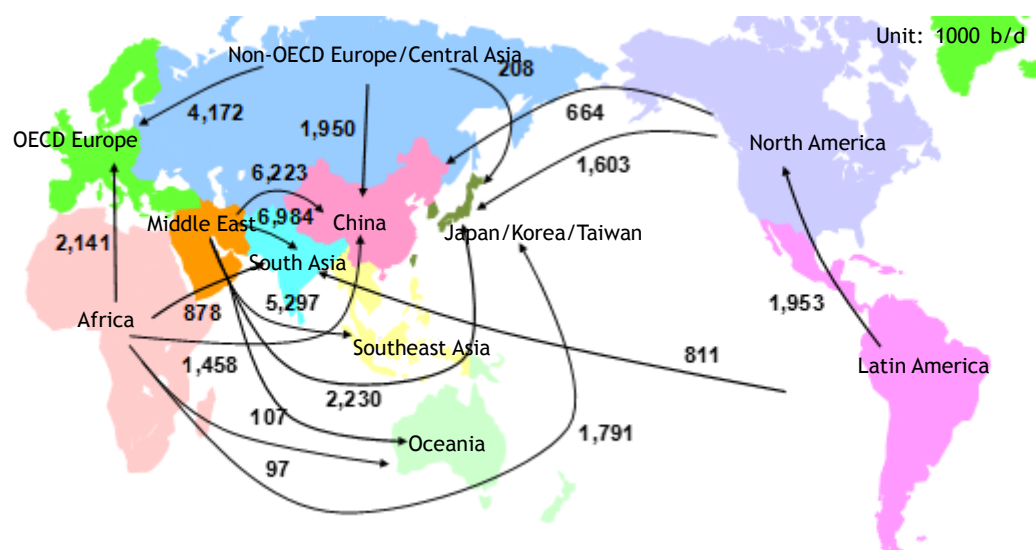 Unit: 1000 b/d
Non-OECD Europe/Central Asia
208
4,172
664
1,950
OECD Europe
North America
1,603
6,223
Middle East
6,984
China
Japan/Korea/Taiwan
2,141
South Asia
878
5,297
1,953
Africa
Southeast Asia
811
1,458
Latin America
2,230
107
Oceania
1,791
97